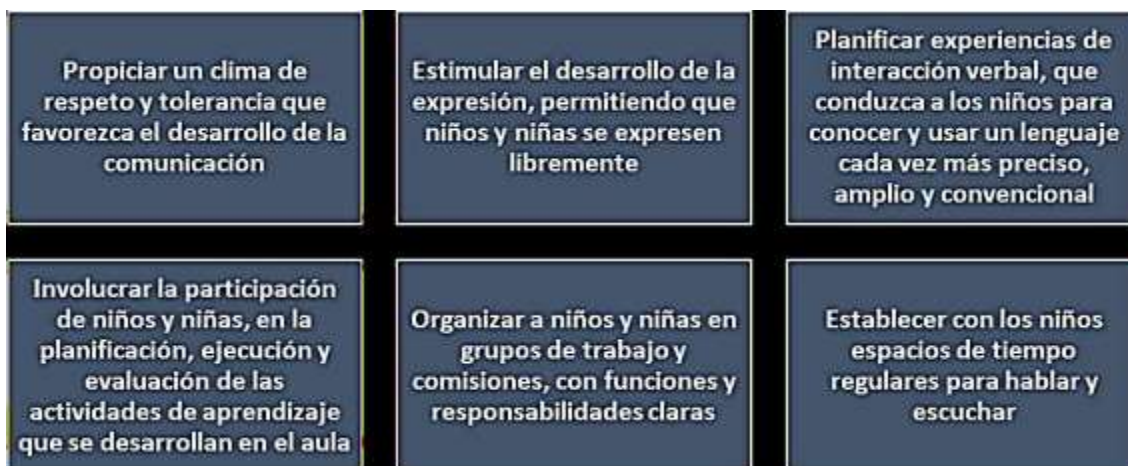 Propiciar un clima de
respeto y tolerancia que
favorezca el desarrollo de la
comunicación
Estimular el desarrollo de la
expresión, permitiendo que
niños y niñas se expresen
libremente
Planificar experiencias de
interacción verbal, que
conduzca a los niños para
conocer y usar un lenguaje
cada vez más preciso,
amplio y convencional
Involucrar la participación
de niños y niñas, en la
planificación, ejecución y
evaluación de las
actividades de aprendizaje
que se desarrollan en el aula
Organizar a niños y niñas en
grupos de trabajo y
comisiones, con funciones y
responsabilidades claras
Establecer con los niños
espacios de tiempo
regulares para hablar y
escuchar